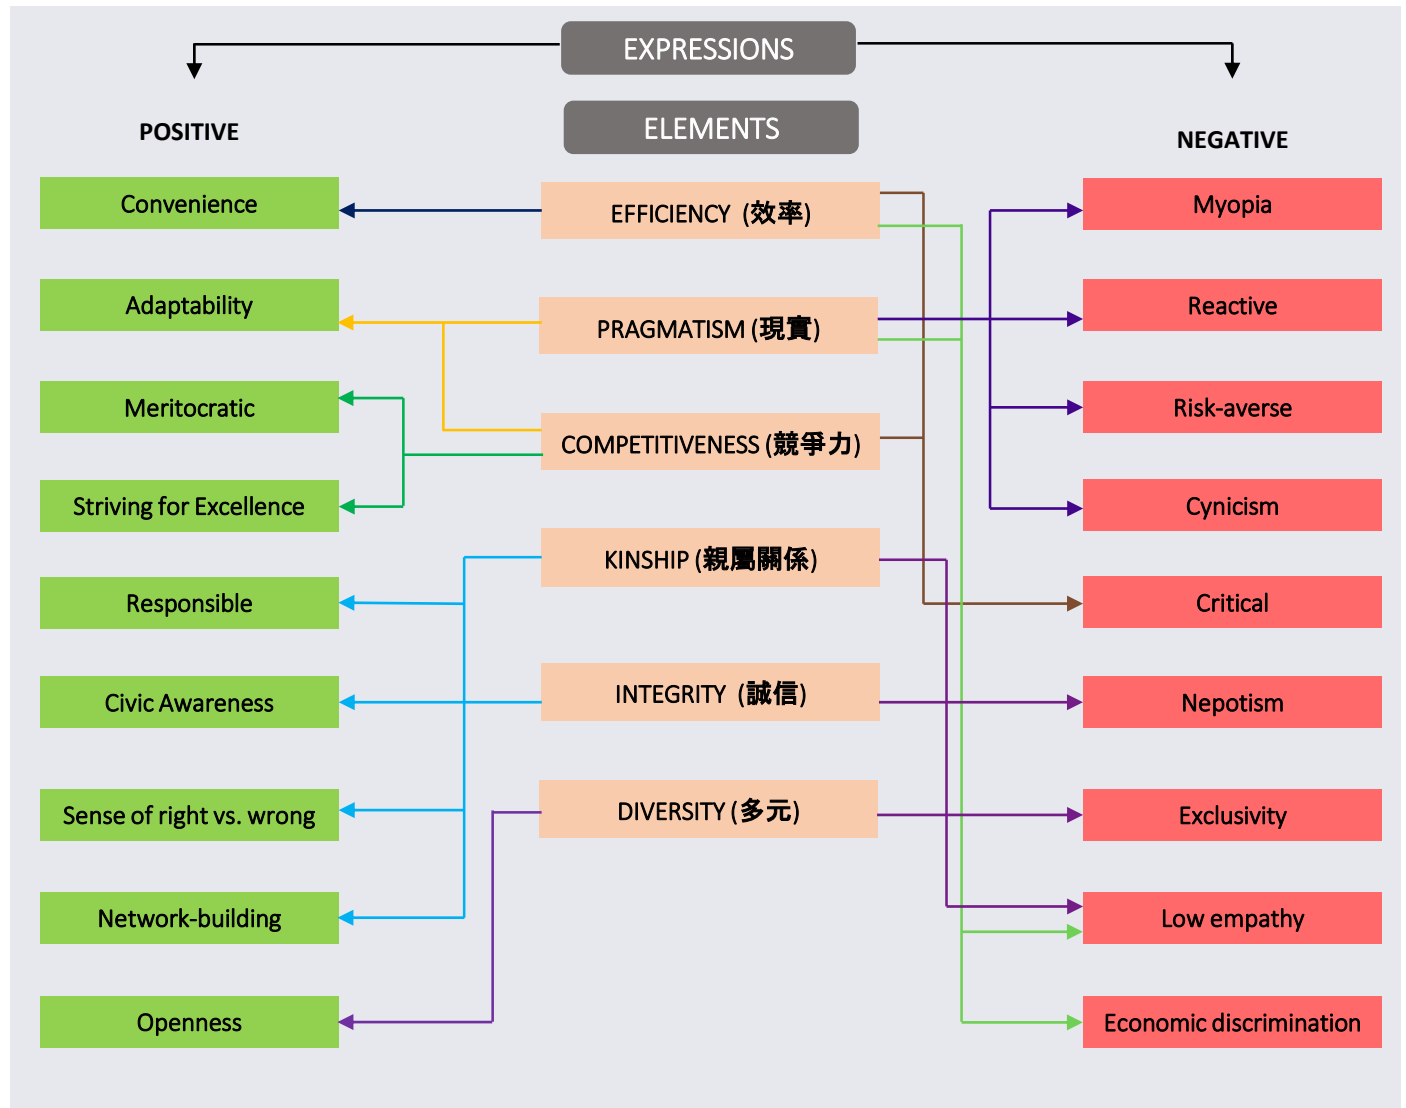 EXPRESSIONS
ELEMENTS
POSITIVE
NEGATIVE
Convenience
EFFICIENCY (效率)
Myopia
Adaptability
PRAGMATISM (現實)
Reactive
Meritocratic
COMPETITIVENESS (競爭力)
Risk-averse
Striving for Excellence
Cynicism
KINSHIP (親屬關係)
Responsible
Critical
Civic Awareness
INTEGRITY (誠信)
Nepotism
Sense of right vs. wrong
DIVERSITY (多元)
Exclusivity
Network-building
Low empathy
Openness
Economic discrimination